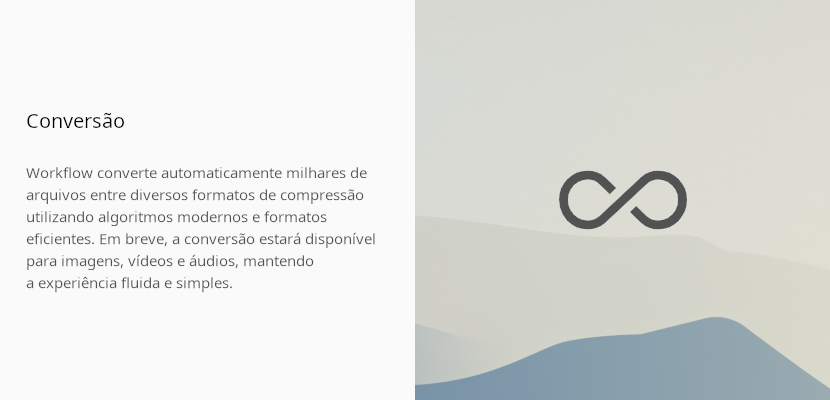 Conversão
Workflow converte automaticamente milhares de
arquivos entre diversos formatos de compressão
utilizando algoritmos modernos e formatos
eficientes. Em breve, a conversão estará disponível
para imagens, vídeos e áudios, mantendo
a experiência fluida e simples.